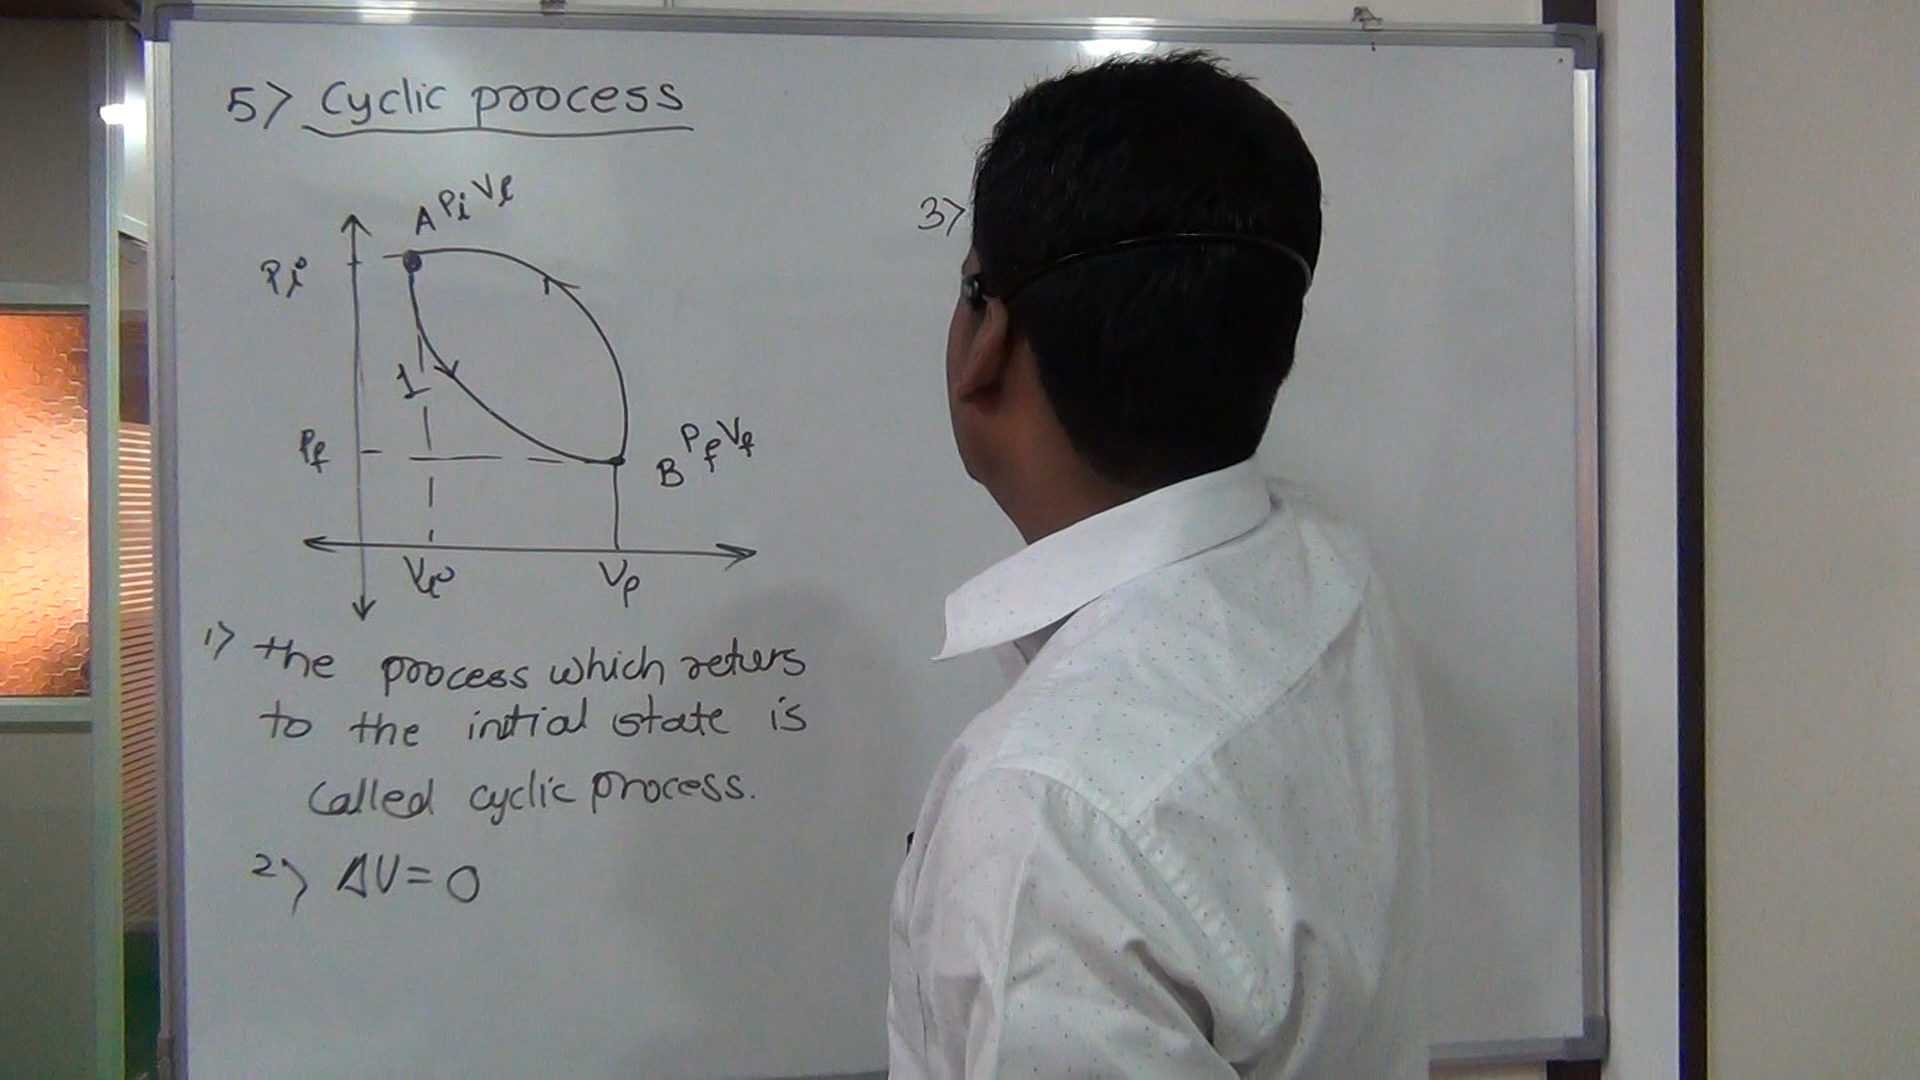 5> Cyclic process
A Pi Vi
Pi
1
Pf
B Pf Vf
Vi
Vf
1> the process which returs
to the initial state is
called cyclic process.
2> ΔU = 0
3>